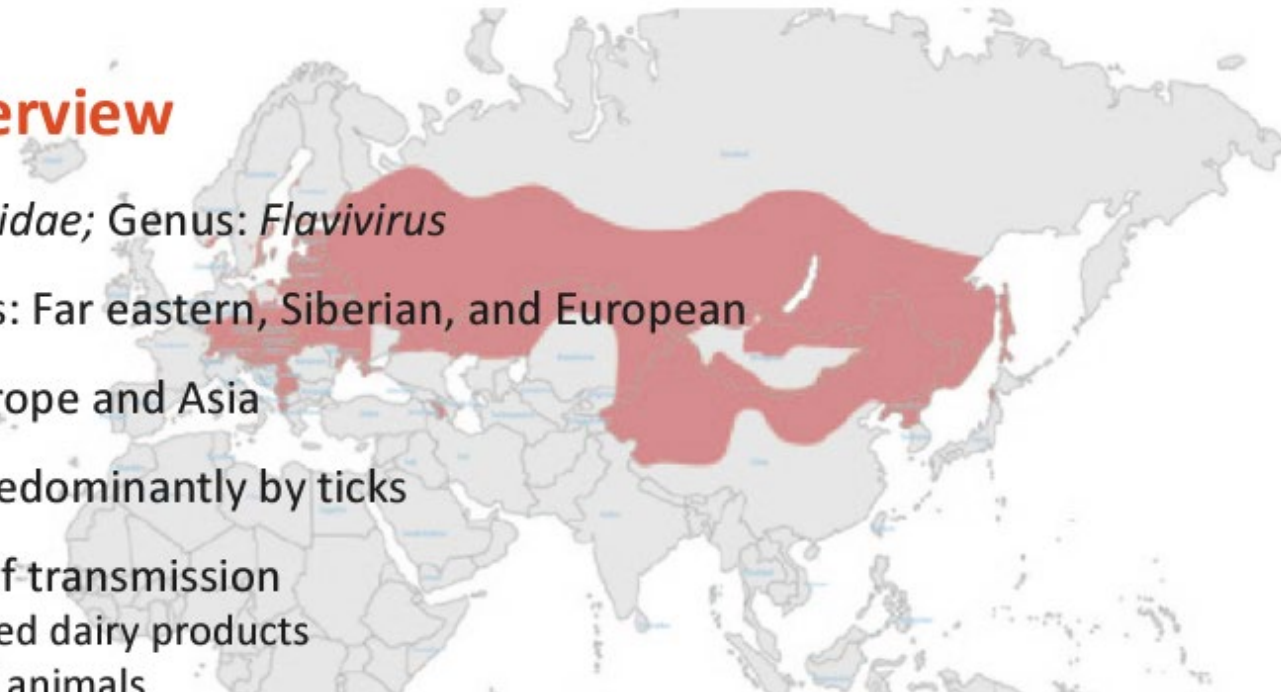 erview
idae; Genus: Flavivirus
s: Far eastern, Siberian, and European
rope and Asia
edominantly by ticks
f transmission
ed dairy products
animals